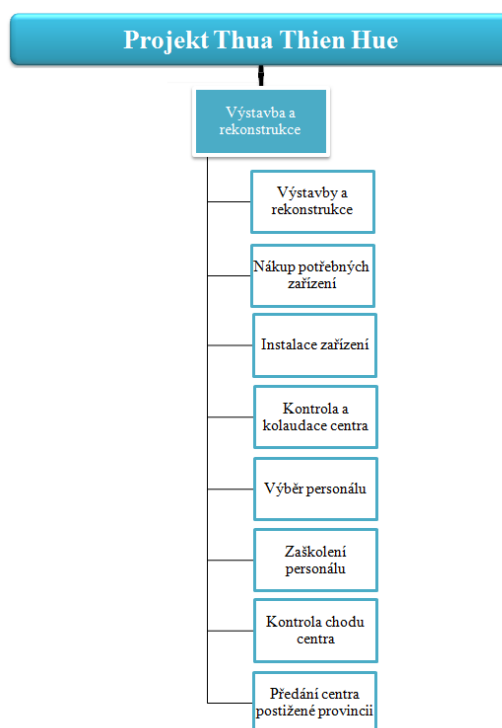 Projekt Thua Thien Hue
Výstavba a
rekonstrukce
Výstavby a
rekonstrukce
Nákup potřebných
zařízení
Instalace zařízení
Kontrola a
kolaudace centra
Výběr personálu
Zaškolení
personálu
Kontrola chodu
centra
Předání centra
postižené provincii